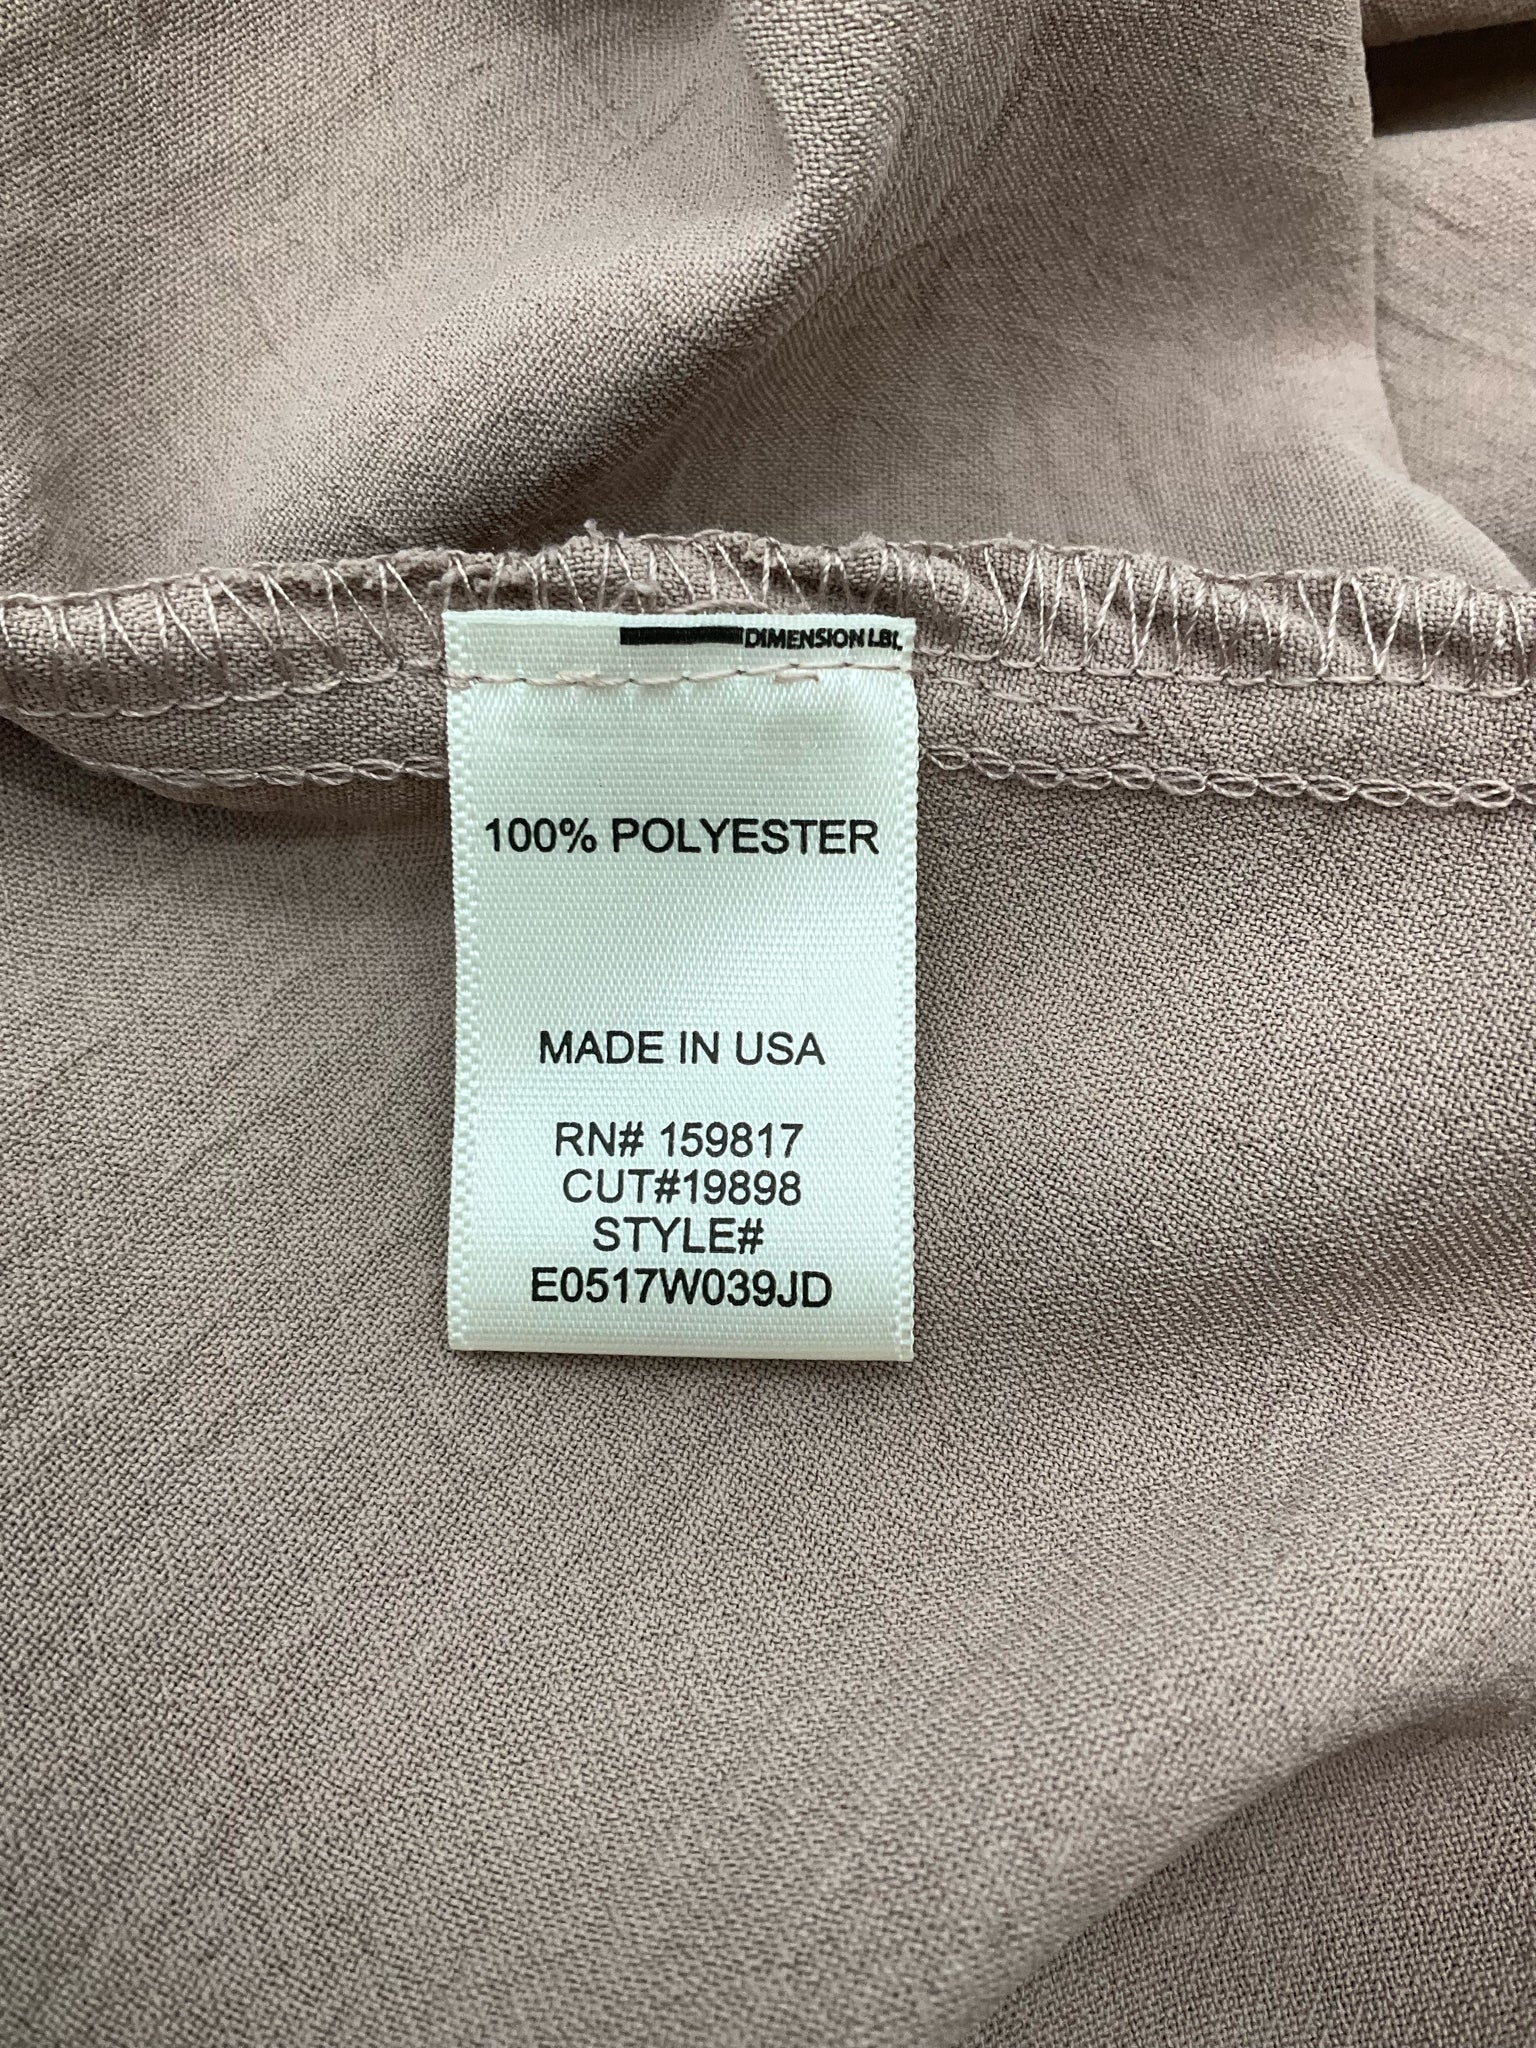 DIMENSION LBL
100% POLYESTER
MADE IN USA
RN# 159817
CUT#19898
STYLE#
E0517W039JD